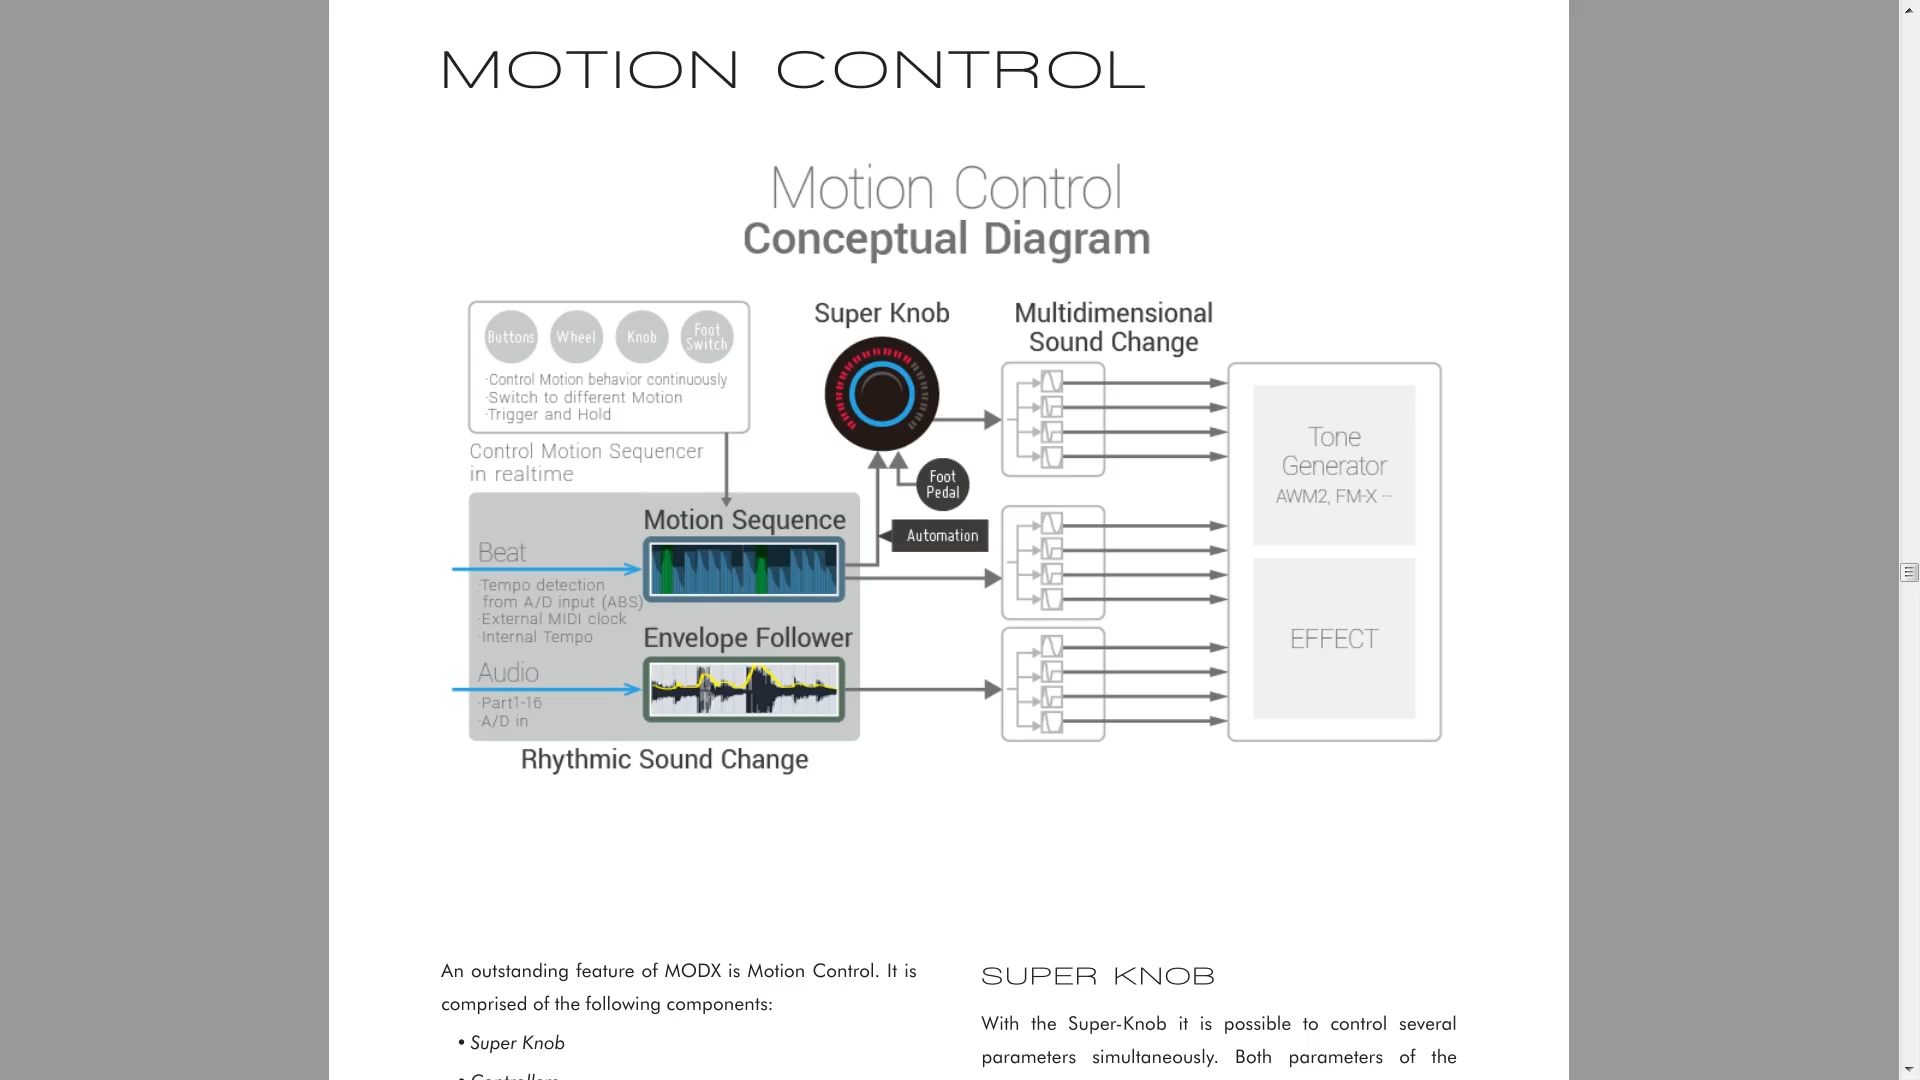 MOTION CONTROL
Motion Control
Conceptual Diagram
Buttons
Wheel
Knob
Foot
Switch
·Control Motion behavior continuously
·Switch to different Motion
·Trigger and Hold
Control Motion Sequencer
in realtime
Super Knob
Multidimensional
Sound Change
Foot
Pedal
Automation
Motion Sequence
Beat
·Tempo detection
from A/D input (ABS)
·External MIDI clock
·Internal Tempo
Envelope Follower
Audio
·Part1-16
·A/D in
Rhythmic Sound Change
Tone
Generator
AWM2, FM-X ···
EFFECT
An outstanding feature of MODX is Motion Control. It is
comprised of the following components:
• Super Knob
• Controllers
SUPER KNOB
With the Super-Knob it is possible to control several
parameters simultaneously. Both parameters of the